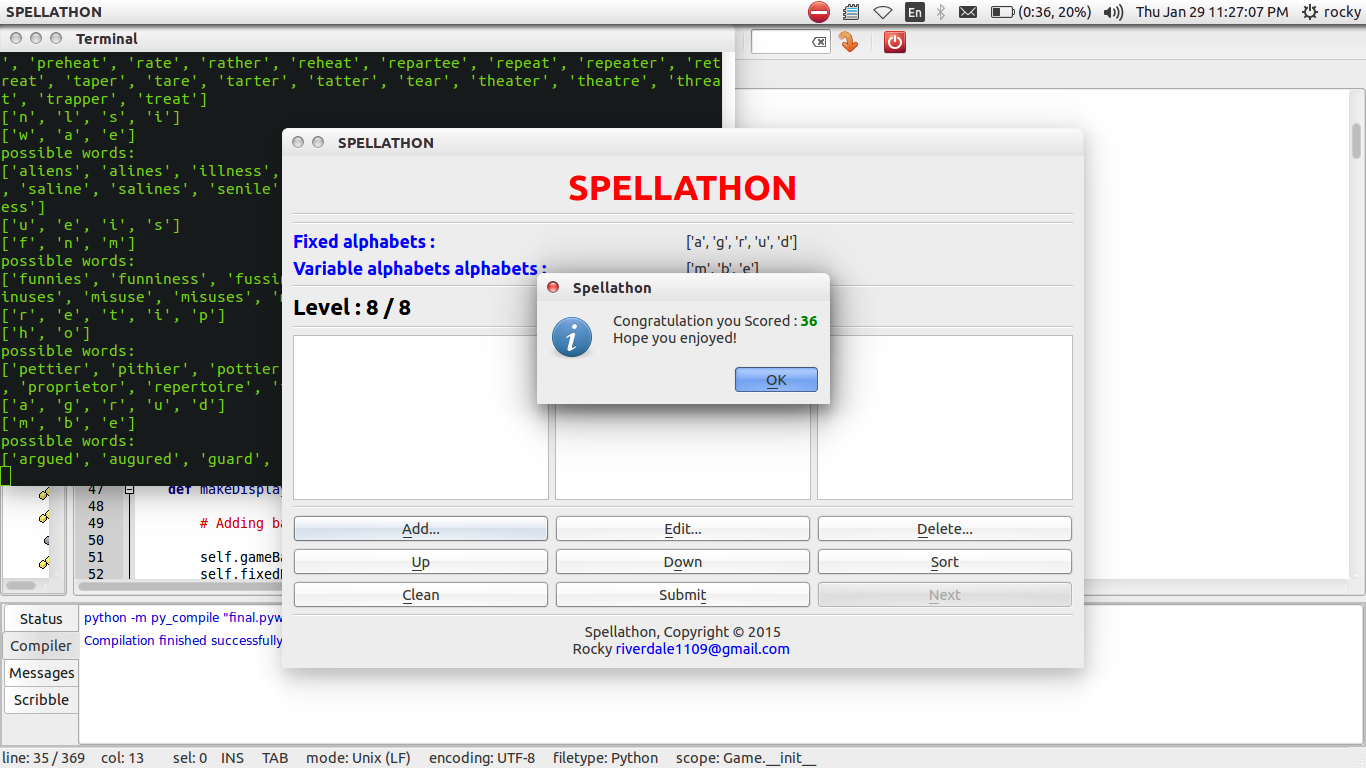 SPELLATHON
En
(0:36, 20%)
Thu Jan 29 11:27:07 PM
rocky
Terminal
', 'preheat', 'rate', 'rather', 'reheat', 'repartee', 'repeat', 'repeater', 'ret
reat', 'taper', 'tare', 'tarter', 'tatter', 'tear', 'theater', 'theatre', 'threa
t', 'trapper', 'treat']
['n', 'l', 's', 'i']
['w', 'a', 'e']
possible words:
['aliens', 'alines', 'illness',
, 'saline', 'salines', 'senile'
ess']
['u', 'e', 'i', 's']
['f', 'n', 'm']
possible words:
['funnies', 'funniness', 'fussin
inuses', 'misuse', 'misuses', '
['r', 'e', 't', 'i', 'p']
['h', 'o']
possible words:
['pettier', 'pithier', 'pottier'
, 'proprietor', 'repertoire', '
['a', 'g', 'r', 'u', 'd']
['m', 'b', 'e']
possible words:
['argued', 'augured', 'guard',
SPELLATHON
SPELLATHON
Fixed alphabets :
['a', 'g', 'r', 'u', 'd']
Variable alphabets alphabets :
['m', 'b', 'e']
Level : 8 / 8
Spellathon
Congratulation you Scored : 36
Hope you enjoyed!
OK
Add...
Edit...
Delete...
Up
Down
Sort
Clean
Submit
Next
Spellathon, Copyright © 2015
Rocky riverdale1109@gmail.com
47 def makeDisplay
48
49 # Adding ba
50
51 self.gameBa
52 self.fixed
Status
Compiler
Messages
Scribble
python -m py_compile "final.pyw
Compilation finished successfully
line: 35 / 369
col: 13
sel: 0
INS
TAB
mode: Unix (LF)
encoding: UTF-8
filetype: Python
scope: Game.__init__